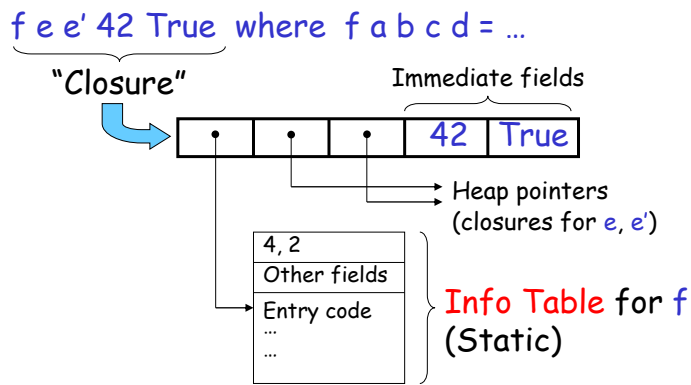 f e e’ 42 True where f a b c d = …
“Closure”
Immediate fields
42 True
Heap pointers
(closures for e, e’)
4, 2
Other fields
Entry code
…
…
Info Table for f
(Static)